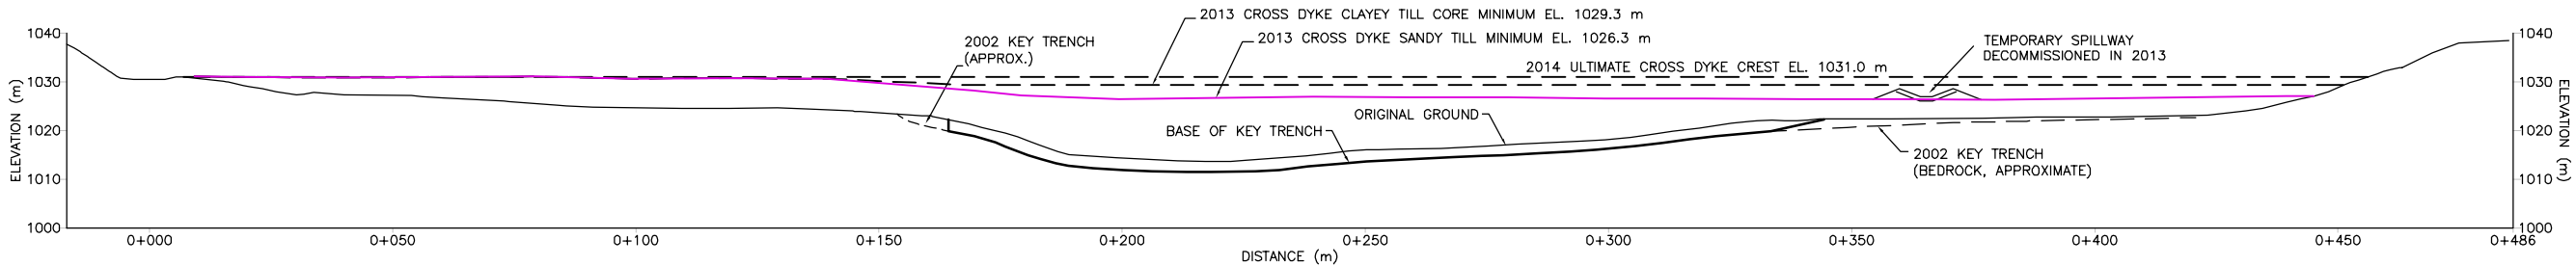 2013 CROSS DYKE CLAYEY TILL CORE MINIMUM EL. 1029.3 m
2013 CROSS DYKE SANDY TILL MINIMUM EL. 1026.3 m
2002 KEY TRENCH
(APPROX.)
TEMPORARY SPILLWAY
DECOMMISSIONED IN 2013
2014 ULTIMATE CROSS DYKE CREST EL. 1031.0 m
ORIGINAL GROUND
BASE OF KEY TRENCH
2002 KEY TRENCH
(BEDROCK, APPROXIMATE)
ELEVATION (m)
1040
1030
1020
1010
1000
1040
1030
1020
1010
1000
ELEVATION (m)
0+000
0+050
0+100
0+150
0+200
0+250
0+300
0+350
0+400
0+450
0+486
DISTANCE (m)